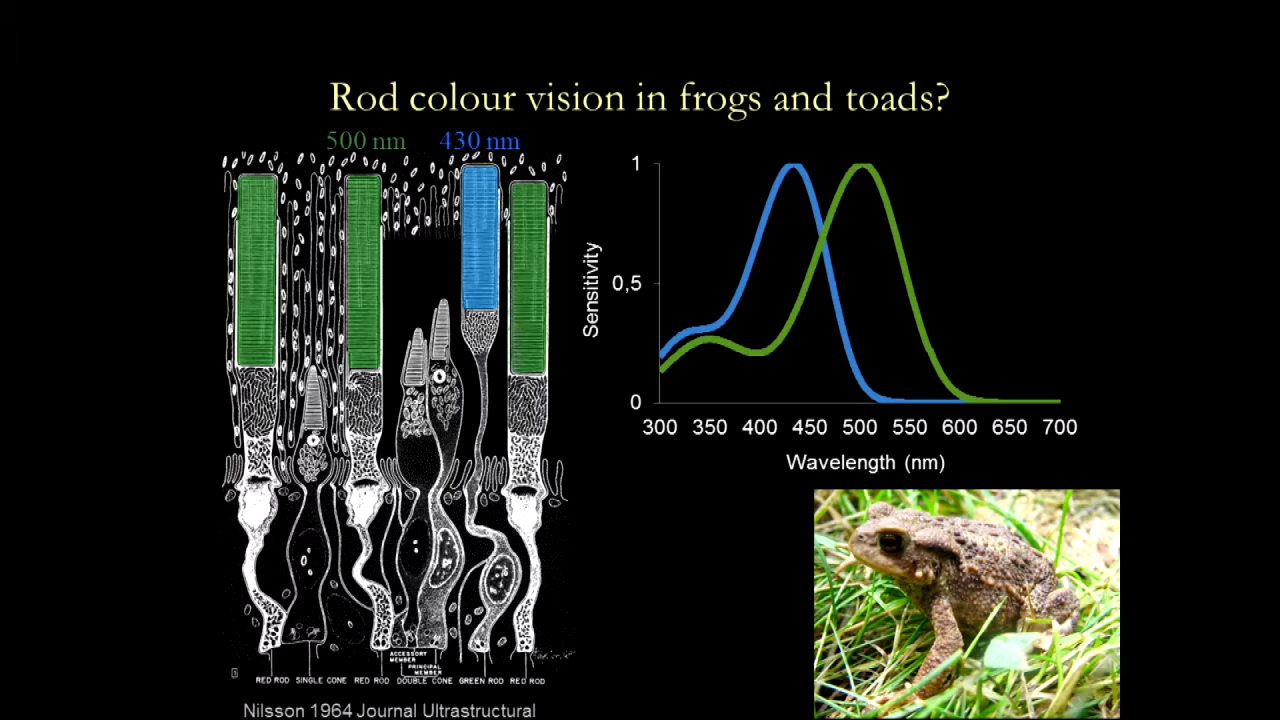 Rod colour vision in frogs and toads?
500 nm 430 nm
1
0,5
0
Sensitivity
300 350 400 450 500 550 600 650 700
Wavelength (nm)
ACCESSORY
MEMBER
PRINCIPAL
MEMBER
RED ROD SINGLE CONE RED ROD DOUBLE CONE GREEN ROD RED ROD
Nilsson 1964 Journal Ultrastructural